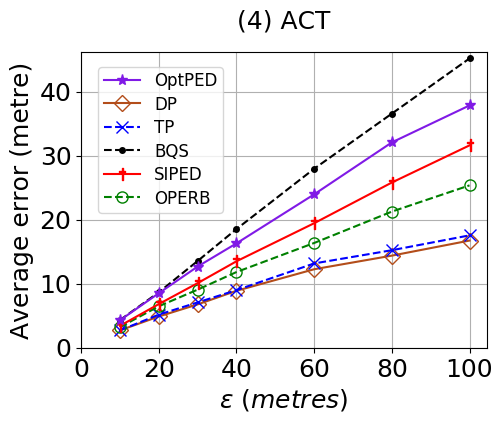 (4) ACT
Average error (metre)
40
30
20
10
0
OptPED
DP
TP
BQS
SIPED
OPERB
0 20 40 60 80 100
ε (metres)